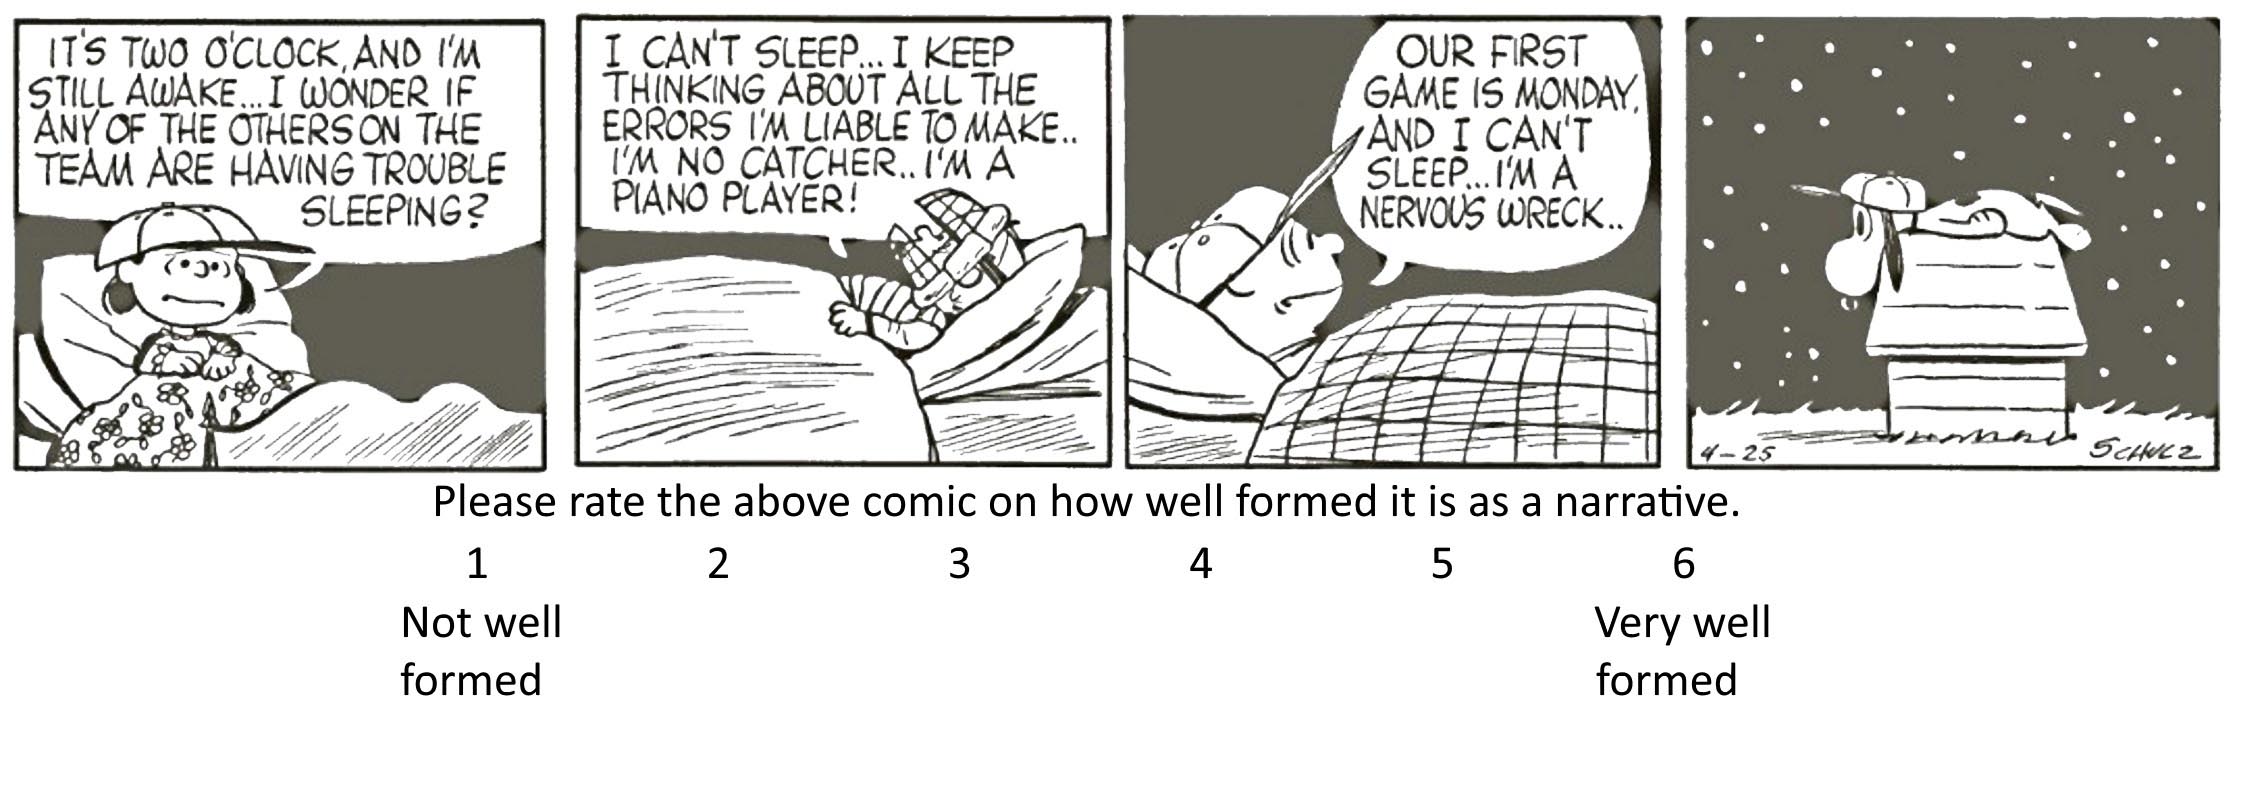 IT'S TWO O'CLOCK, AND I'M
STILL AWAKE... I WONDER IF
ANY OF THE OTHERS ON THE
TEAM ARE HAVING TROUBLE
SLEEPING?
I CAN'T SLEEP... I KEEP
THINKING ABOUT ALL THE
ERRORS I'M LIABLE TO MAKE..
I'M NO CATCHER.. I'M A
PIANO PLAYER!
OUR FIRST
GAME IS MONDAY,
AND I CAN'T
SLEEP... I'M A
NERVOUS WRECK..
4-25
SCHULZ
Please rate the above comic on how well formed it is as a narrative.
1 2 3 4 5 6
Not well
formed
Very well
formed